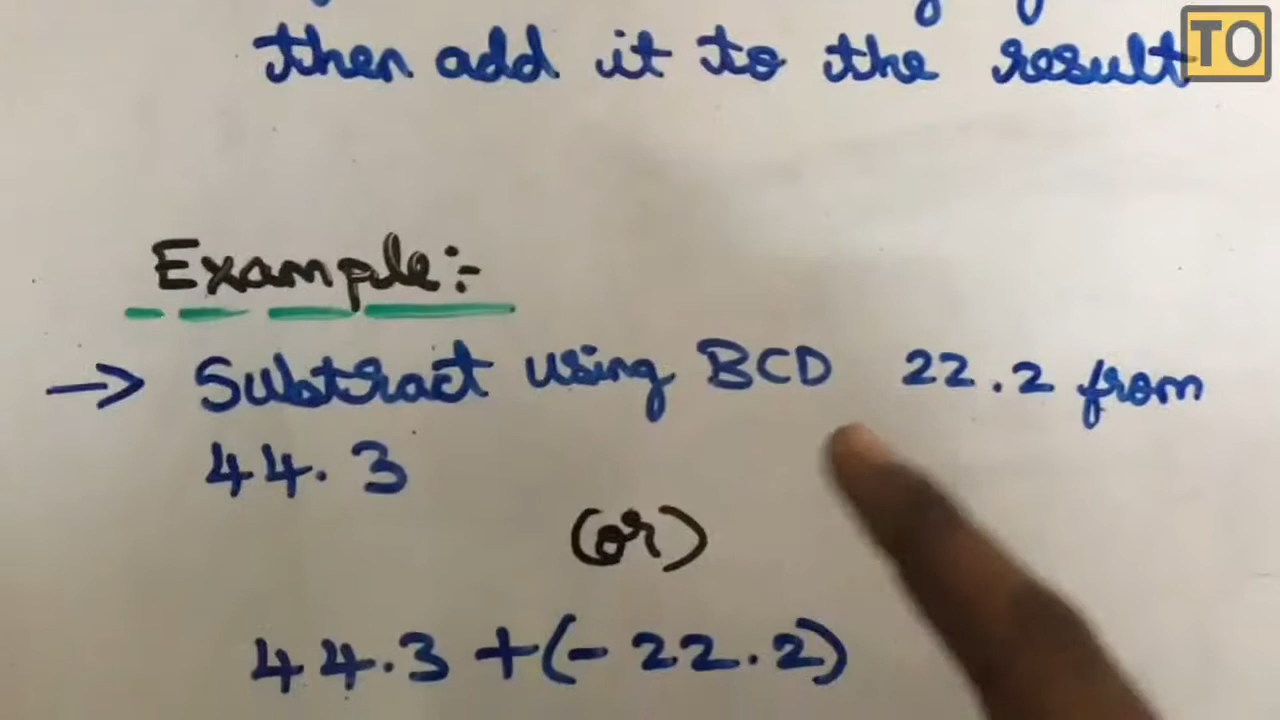 then add it to the result
TO
Example:-
→ Subtract using BCD 22.2 from
44.3
(or)
44.3 + (- 22.2)